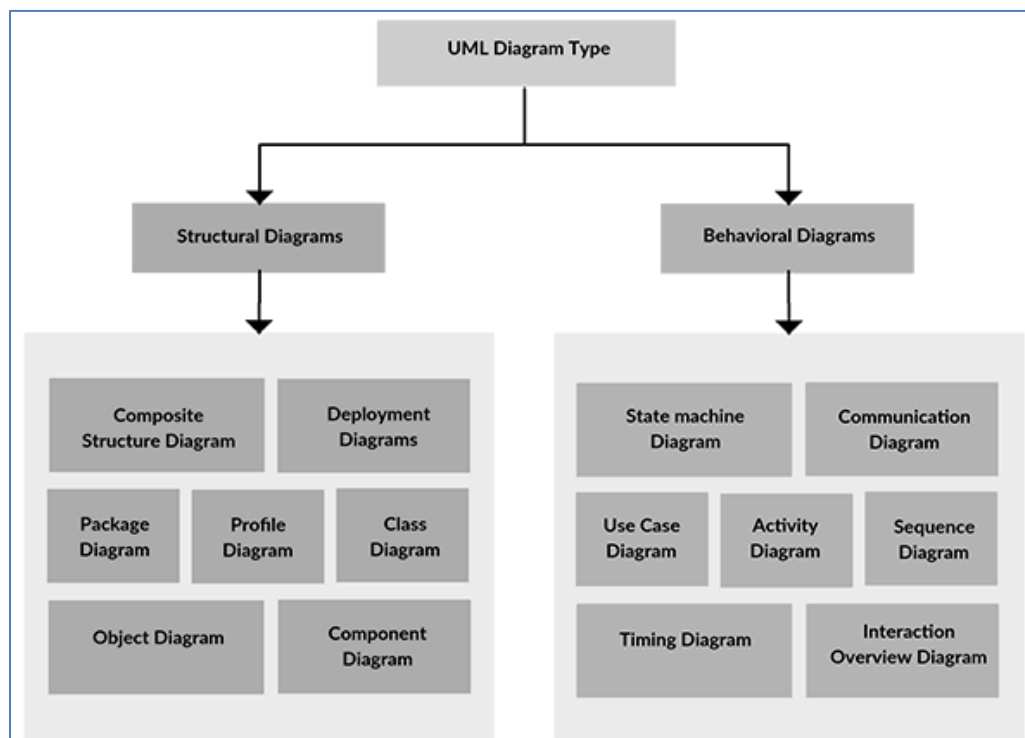 UML Diagram Type
Structural Diagrams
Behavioral Diagrams
Composite
Structure Diagram
Deployment
Diagrams
Package
Diagram
Profile
Diagram
Class
Diagram
Object Diagram
Component
Diagram
State machine
Diagram
Communication
Diagram
Use Case
Diagram
Activity
Diagram
Sequence
Diagram
Timing Diagram
Interaction
Overview Diagram